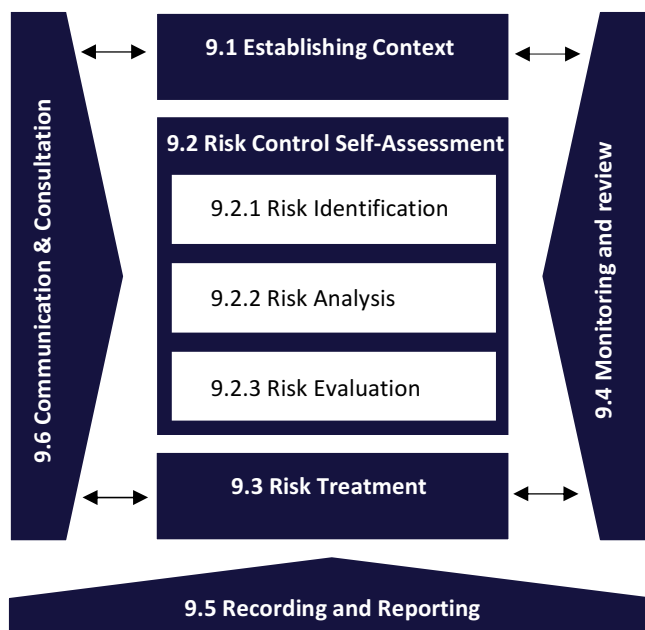 9.1 Establishing Context
9.2 Risk Control Self-Assessment
9.2.1 Risk Identification
9.2.2 Risk Analysis
9.2.3 Risk Evaluation
9.3 Risk Treatment
9.6 Communication & Consultation
9.4 Monitoring and review
9.5 Recording and Reporting